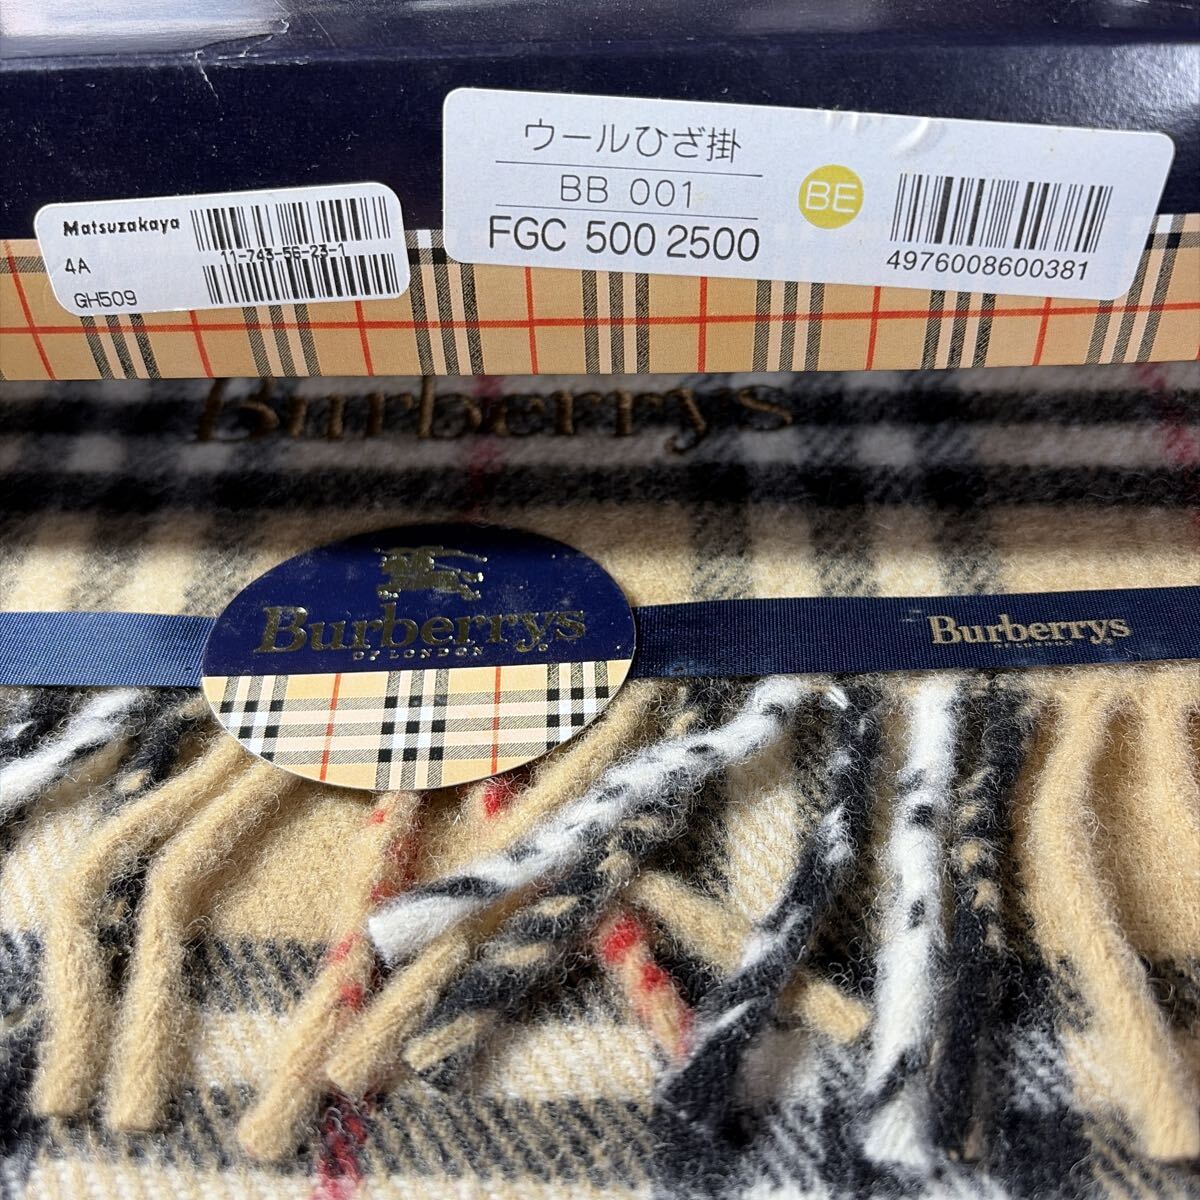 ウールひざ掛
BB 001
FGC 500 2500
BE
4976008600381
Matsuzakaya
11-743-56-23-1
4A
GH509
Burberrys
Burberrys
OF LONDON
Burberrys
OF LONDON